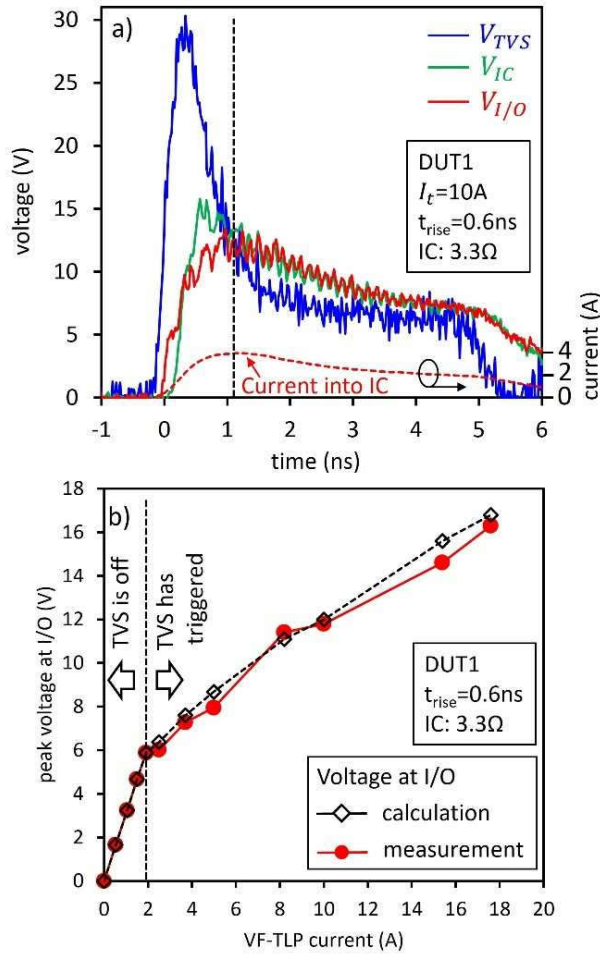 a)
V_TVS
V_IC
V_I/O
30
25
20
15
10
5
0
voltage (V)
DUT1
I_t=10A
t_rise=0.6ns
IC: 3.3Ω
4
2
0
current (A)
Current into IC
-1 0 1 2 3 4 5 6
time (ns)
b)
18
16
14
12
10
8
6
4
2
0
peak voltage at I/O (V)
TVS is off
TVS has
triggered
DUT1
t_rise=0.6ns
IC: 3.3Ω
Voltage at I/O
calculation
measurement
0 2 4 6 8 10 12 14 16 18 20
VF-TLP current (A)